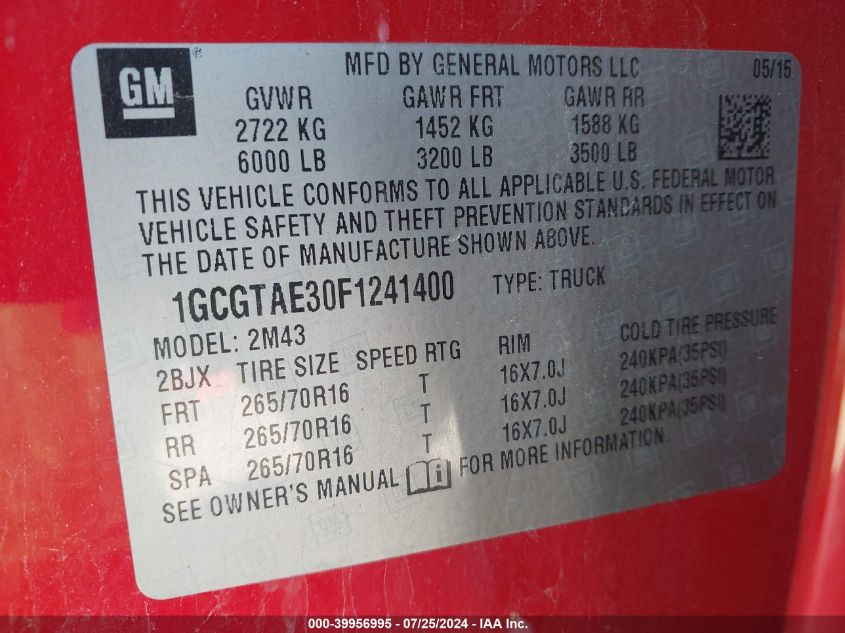 GM ® MFD BY GENERAL MOTORS LLC 05/15
GVWR GAWR FRT GAWR RR
2722 KG 1452 KG 1588 KG
6000 LB 3200 LB 3500 LB
THIS VEHICLE CONFORMS TO ALL APPLICABLE U.S. FEDERAL MOTOR
VEHICLE SAFETY AND THEFT PREVENTION STANDARDS IN EFFECT ON
THE DATE OF MANUFACTURE SHOWN ABOVE.
1GCGTAE30F1241400 TYPE: TRUCK
MODEL: 2M43
2BJX TIRE SIZE SPEED RTG RIM COLD TIRE PRESSURE
FRT 265/70R16 T 16X7.0J 240KPA(35PSI)
RR 265/70R16 T 16X7.0J 240KPA(35PSI)
SPA 265/70R16 T 16X7.0J 240KPA(35PSI)
SEE OWNER'S MANUAL i FOR MORE INFORMATION.
000-39956995 / 07/25/2024 - IAA Inc.